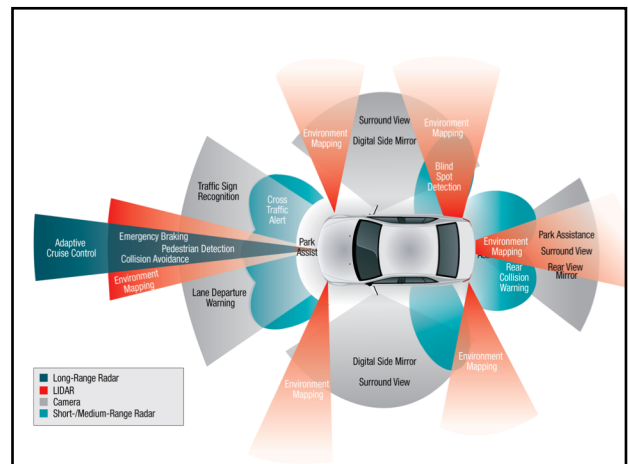 Surround View
Digital Side Mirror
Environment
Mapping
Environment
Mapping
Blind
Spot
Detection
Traffic Sign
Recognition
Cross
Traffic
Alert
Adaptive
Cruise Control
Emergency Braking
Pedestrian Detection
Collision Avoidance
Environment
Mapping
Park
Assist
Lane Departure
Warning
Environment
Mapping
Park Assistance
Surround View
Rear View
Mirror
Rear
Collision
Warning
Digital Side Mirror
Surround View
Environment
Mapping
Environment
Mapping
Long-Range Radar
LIDAR
Camera
Short-/Medium-Range Radar